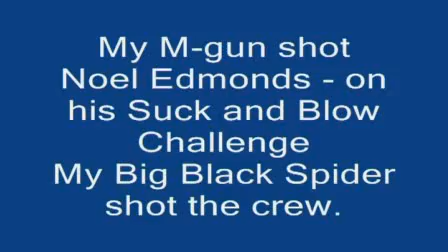 My M-gun shot
Noel Edmonds - on
his Suck and Blow
Challenge
My Big Black Spider
shot the crew.